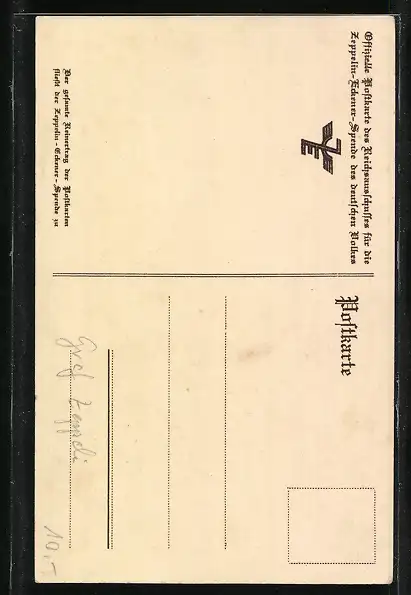 Offizielle Postkarte des Reichsausschusses für die
Zeppelin-Eckener-Spende des deutschen Volkes
ZE
Der gesamte Reinertrag der Postkarten
fließt der Zeppelin-Eckener-Spende zu
Postkarte
Graf Zeppelin
10,-